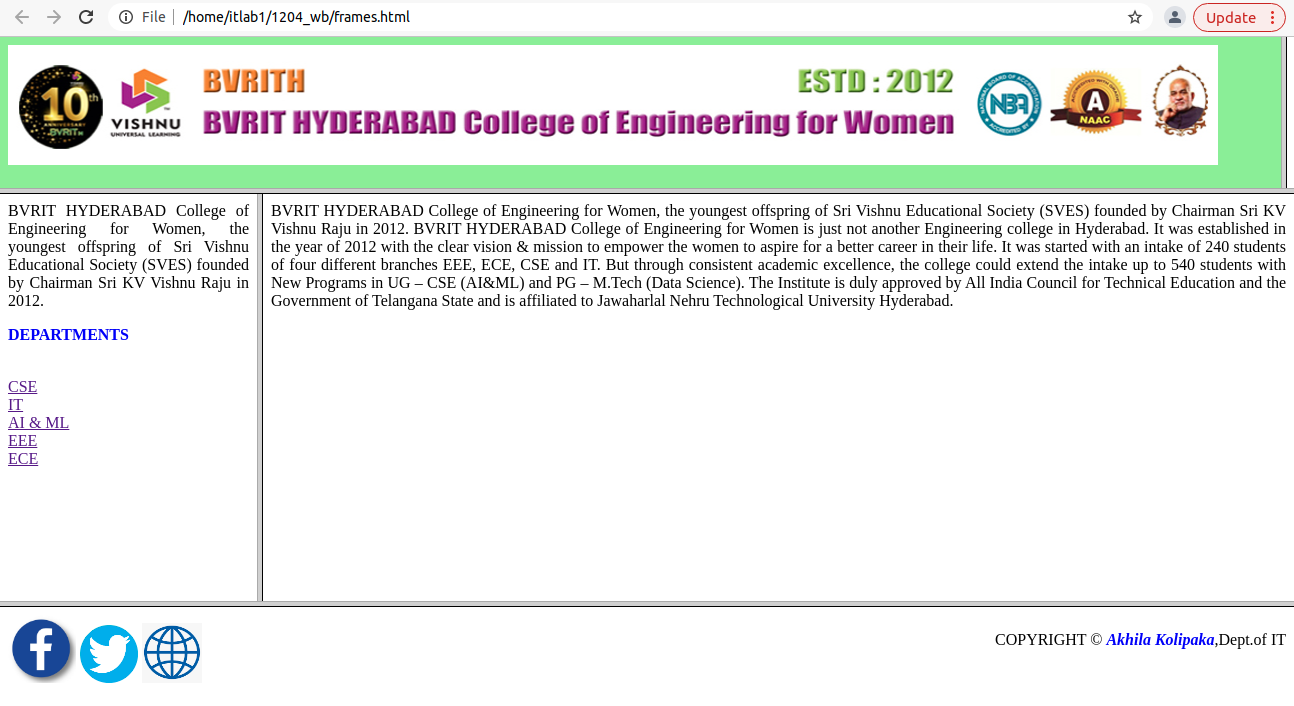 File /home/itlab1/1204_wb/frames.html Update
10th ANNIVERSARY BVRITH
VISHNU
UNIVERSAL LEARNING
BVRITH ESTD : 2012
BVRIT HYDERABAD College of Engineering for Women
NATIONAL BOARD OF ACCREDITATION
NBA
ACCREDITED BY
A
NAAC
BVRIT HYDERABAD College of
Engineering for Women, the
youngest offspring of Sri Vishnu
Educational Society (SVES) founded
by Chairman Sri KV Vishnu Raju in
2012.
DEPARTMENTS
CSE
IT
AI & ML
EEE
ECE
BVRIT HYDERABAD College of Engineering for Women, the youngest offspring of Sri Vishnu Educational Society (SVES) founded by Chairman Sri KV
Vishnu Raju in 2012. BVRIT HYDERABAD College of Engineering for Women is just not another Engineering college in Hyderabad. It was established in
the year of 2012 with the clear vision & mission to empower the women to aspire for a better career in their life. It was started with an intake of 240 students
of four different branches EEE, ECE, CSE and IT. But through consistent academic excellence, the college could extend the intake up to 540 students with
New Programs in UG – CSE (AI&ML) and PG – M.Tech (Data Science). The Institute is duly approved by All India Council for Technical Education and the
Government of Telangana State and is affiliated to Jawaharlal Nehru Technological University Hyderabad.
COPYRIGHT © Akhila Kolipaka,Dept.of IT